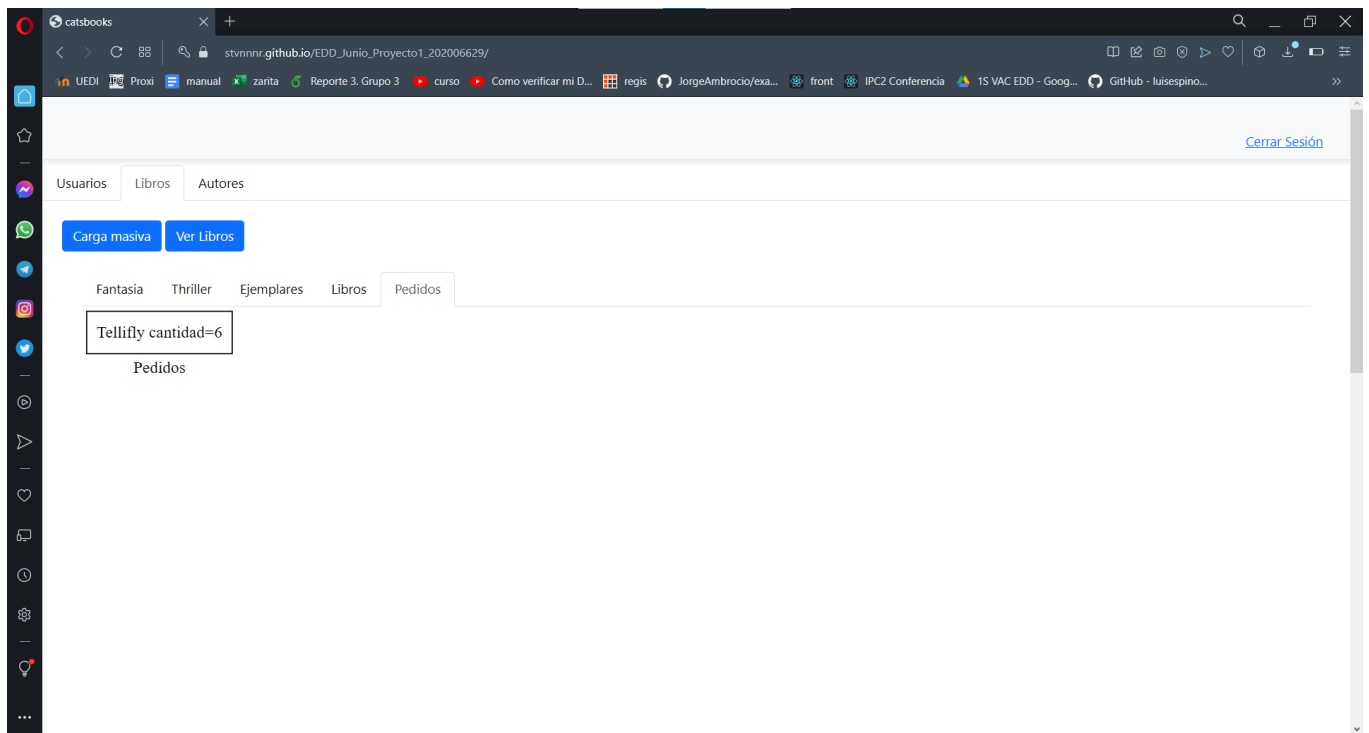 catsbooks
stvnnnr.github.io/EDD_Junio_Proyecto1_202006629/
UEDI Proxi manual zarita Reporte 3. Grupo 3 curso Como verificar mi D... regis JorgeAmbrocio/exa... front IPC2 Conferencia 1S VAC EDD - Goog... GitHub - luisespino...
Cerrar Sesión
Usuarios Libros Autores
Carga masiva Ver Libros
Fantasia Thriller Ejemplares Libros Pedidos
Tellifly cantidad=6
Pedidos